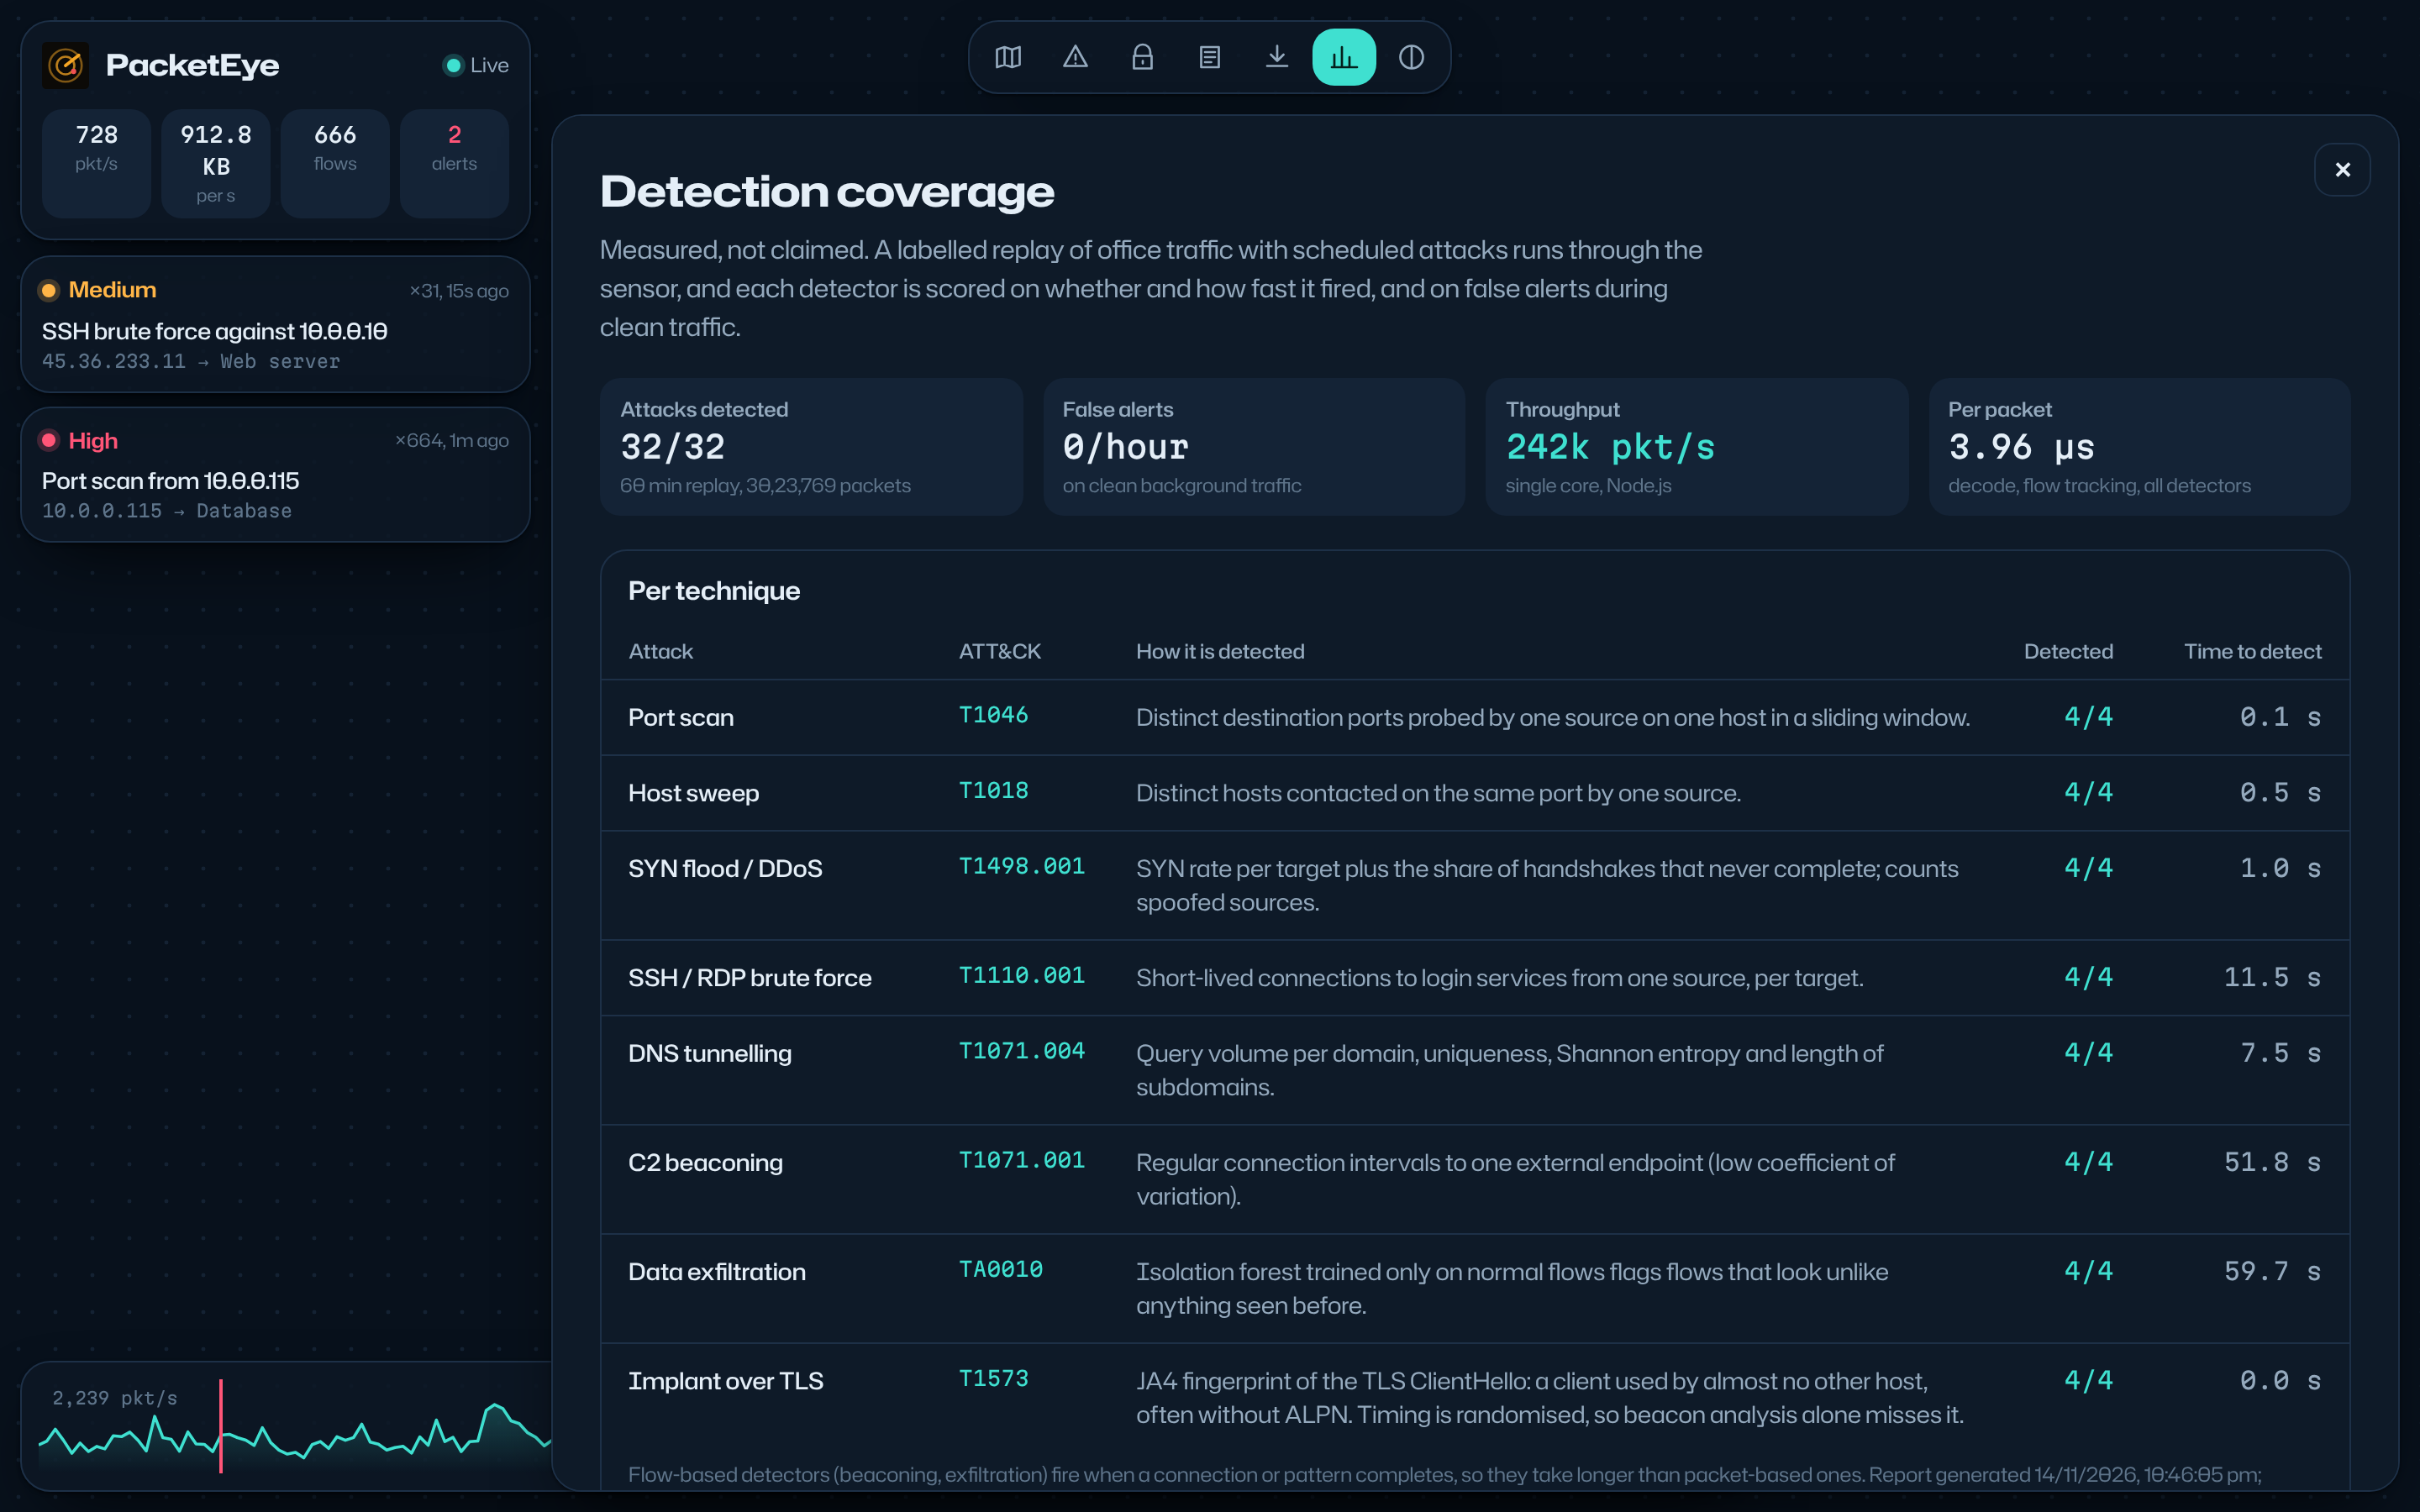 PacketEye
Live
728
pkt/s
912.8
KB
per s
666
flows
2
alerts
Medium
×31, 15s ago
SSH brute force against 10.0.0.10
45.36.233.11 → Web server
High
×664, 1m ago
Port scan from 10.0.0.115
10.0.0.115 → Database
2,239 pkt/s
Detection coverage
Measured, not claimed. A labelled replay of office traffic with scheduled attacks runs through the
sensor, and each detector is scored on whether and how fast it fired, and on false alerts during
clean traffic.
Attacks detected
32/32
60 min replay, 30,23,769 packets
False alerts
0/hour
on clean background traffic
Throughput
242k pkt/s
single core, Node.js
Per packet
3.96 µs
decode, flow tracking, all detectors
Per technique
Attack ATT&CK How it is detected Detected Time to detect
Port scan T1046 Distinct destination ports probed by one source on one host in a sliding window. 4/4 0.1 s
Host sweep T1018 Distinct hosts contacted on the same port by one source. 4/4 0.5 s
SYN flood / DDoS T1498.001 SYN rate per target plus the share of handshakes that never complete; counts 4/4 1.0 s
spoofed sources.
SSH / RDP brute force T1110.001 Short-lived connections to login services from one source, per target. 4/4 11.5 s
DNS tunnelling T1071.004 Query volume per domain, uniqueness, Shannon entropy and length of 4/4 7.5 s
subdomains.
C2 beaconing T1071.001 Regular connection intervals to one external endpoint (low coefficient of 4/4 51.8 s
variation).
Data exfiltration TA0010 Isolation forest trained only on normal flows flags flows that look unlike 4/4 59.7 s
anything seen before.
Implant over TLS T1573 JA4 fingerprint of the TLS ClientHello: a client used by almost no other host, 4/4 0.0 s
often without ALPN. Timing is randomised, so beacon analysis alone misses it.
Flow-based detectors (beaconing, exfiltration) fire when a connection or pattern completes, so they take longer than packet-based ones. Report generated 14/11/2026, 10:46:05 pm;